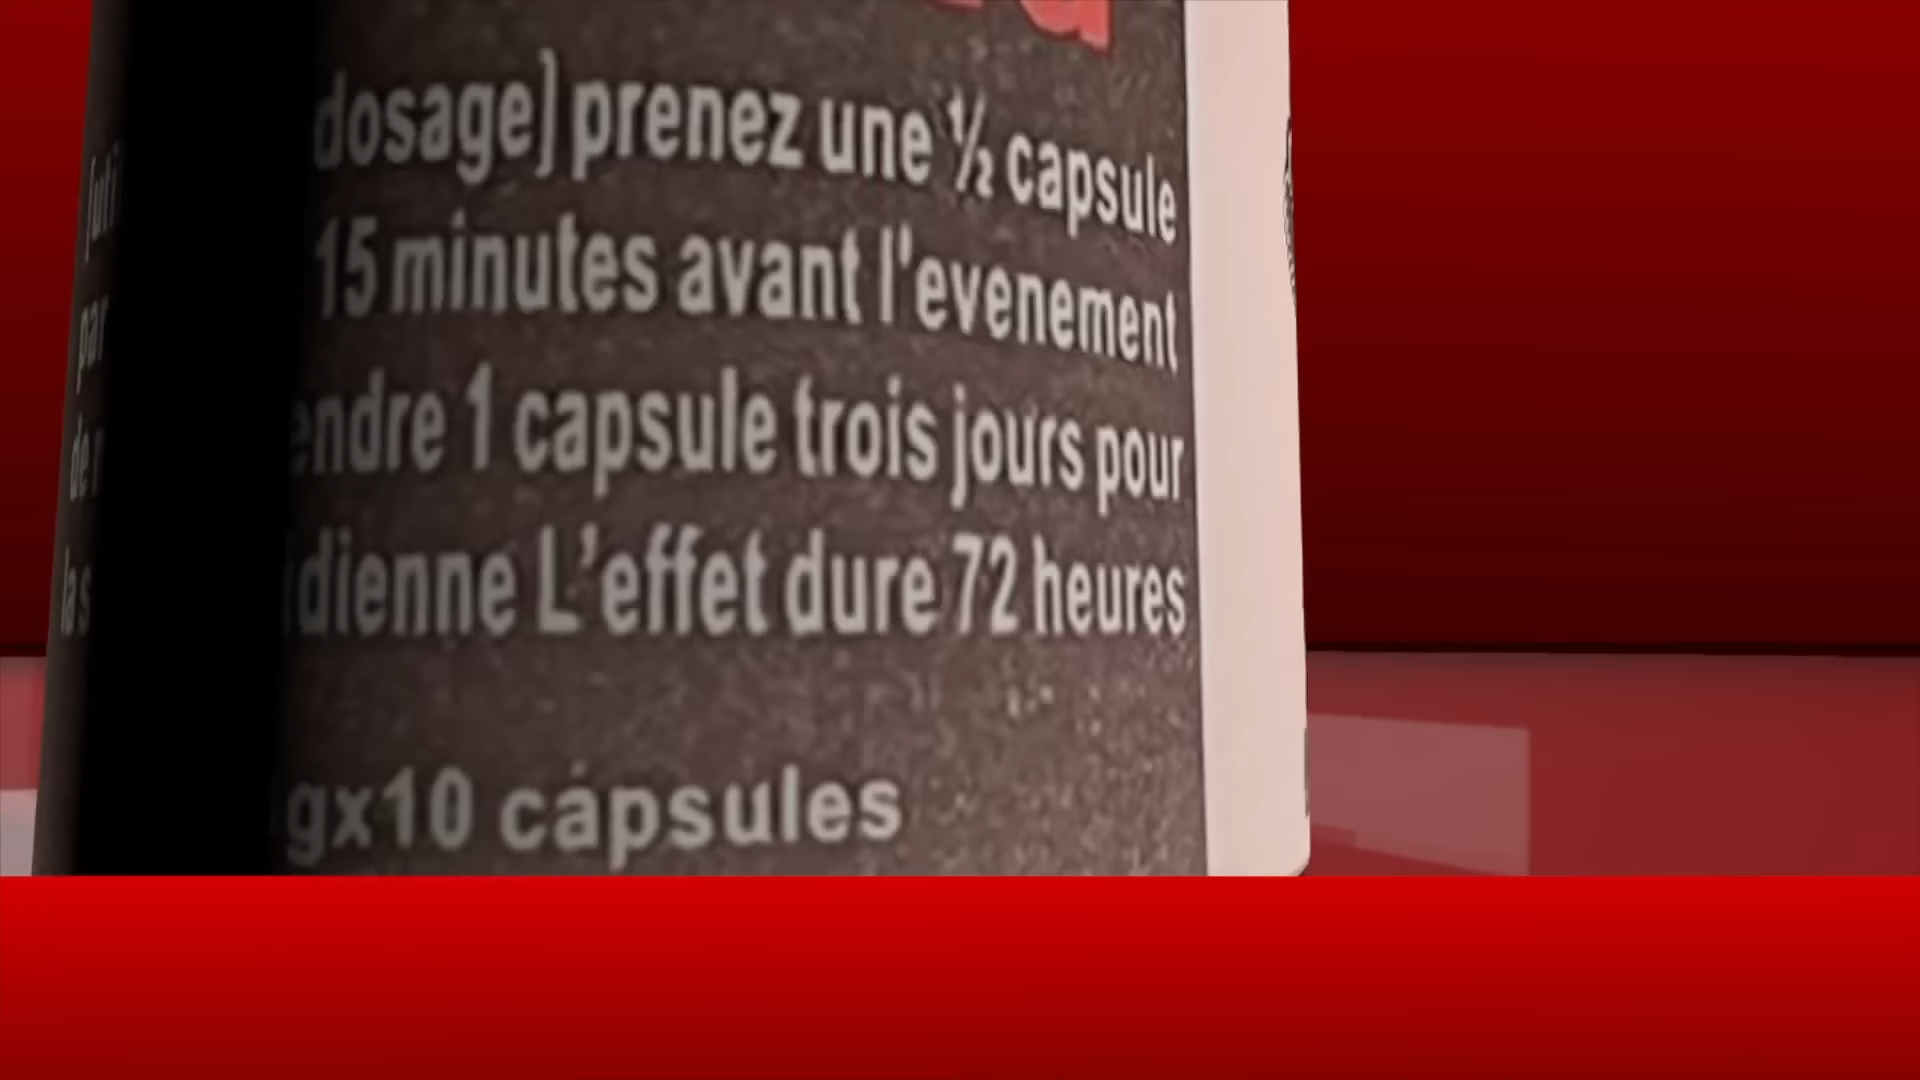 dosage) prenez une ½ capsule
15 minutes avant l'evenement
endre 1 capsule trois jours pour
dienne L'effet dure 72 heures
gx10 capsules